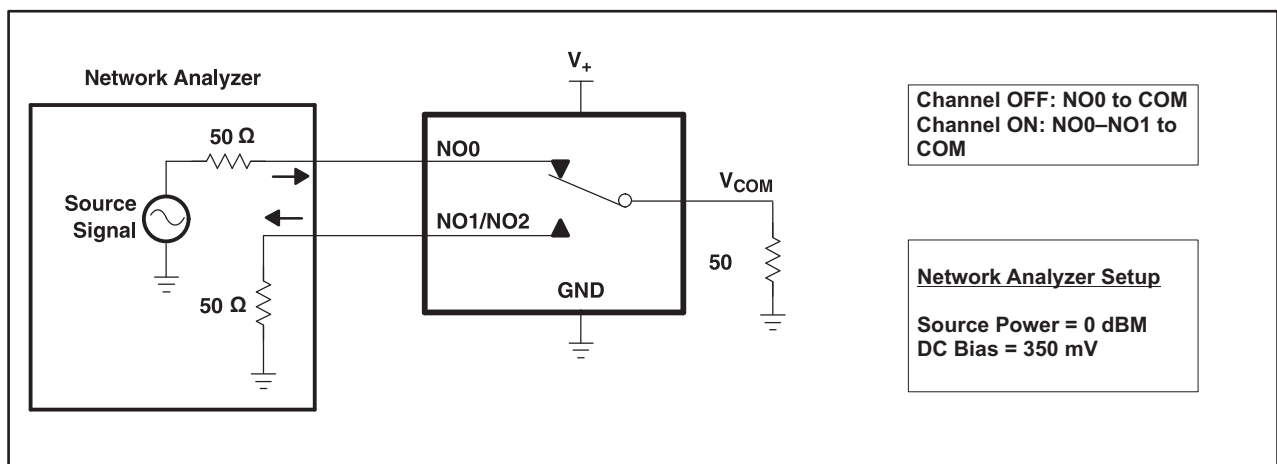 Network Analyzer
50 Ω
Source
Signal
50 Ω
V+
NO0
NO1/NO2
GND
VCOM
50
Channel OFF: NO0 to COM
Channel ON: NO0–NO1 to
COM
Network Analyzer Setup
Source Power = 0 dBM
DC Bias = 350 mV